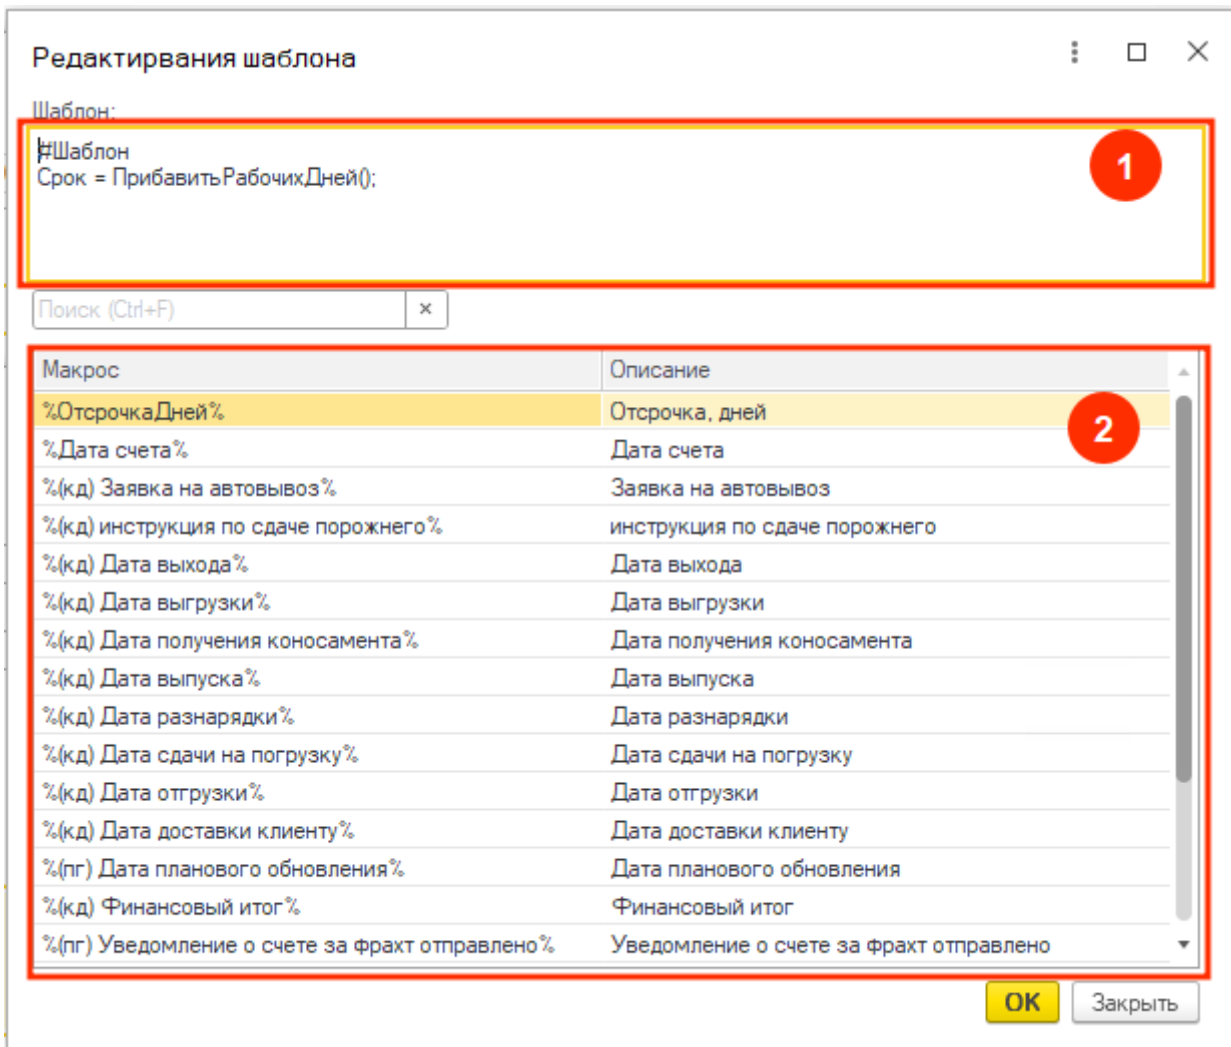 Редактирвания шаблона
Шаблон:
#Шаблон
Срок = ПрибавитьРабочихДней();
1
Поиск (Ctrl+F)
Макрос Описание
%ОтсрочкаДней% Отсрочка, дней
2
%Дата счета% Дата счета
%(кд) Заявка на автовывоз% Заявка на автовывоз
%(кд) инструкция по сдаче порожнего% инструкция по сдаче порожнего
%(кд) Дата выхода% Дата выхода
%(кд) Дата выгрузки% Дата выгрузки
%(кд) Дата получения коносамента% Дата получения коносамента
%(кд) Дата выпуска% Дата выпуска
%(кд) Дата разнарядки% Дата разнарядки
%(кд) Дата сдачи на погрузку% Дата сдачи на погрузку
%(кд) Дата отгрузки% Дата отгрузки
%(кд) Дата доставки клиенту% Дата доставки клиенту
%(пг) Дата планового обновления% Дата планового обновления
%(кд) Финансовый итог% Финансовый итог
%(пг) Уведомление о счете за фрахт отправлено% Уведомление о счете за фрахт отправлено
OK Закрыть